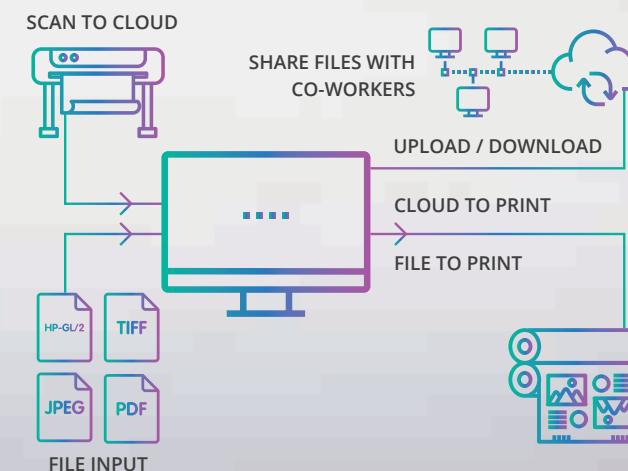 SCAN TO CLOUD
SHARE FILES WITH
CO-WORKERS
UPLOAD / DOWNLOAD
CLOUD TO PRINT
FILE TO PRINT
HP-GL/2
TIFF
JPEG
PDF
FILE INPUT